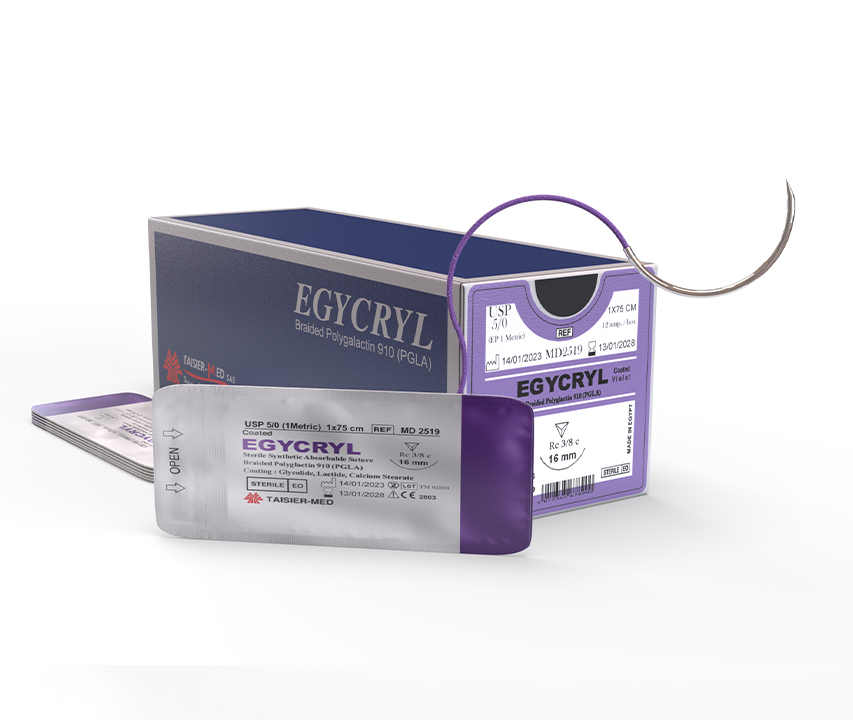 EGYCRYL
Braided Polygalactin 910 (PGLA)
TAISIER-MED SAE
USP
5/0
(EP 1 Metric)
1X75 CM
12 amp. / box
REF
14/01/2023 MD2519 13/01/2028
EGYCRYL Coated Violet
Braided Polyglactin 910 (PGLA)
Rc 3/8 c
16 mm
MADE IN EGYPT
STERILE EO
OPEN
USP 5/0 (1Metric) 1x75 cm REF MD 2519
Coated
EGYCRYL
Sterile Synthetic Absorbable Suture
Braided Polyglactin 910 (PGLA)
Coating : Glycolide, Lactide, Calcium Stearate
Rc 3/8 c
16 mm
STERILE EO 14/01/2023 LOT
13/01/2028 CE 2803
TAISIER-MED